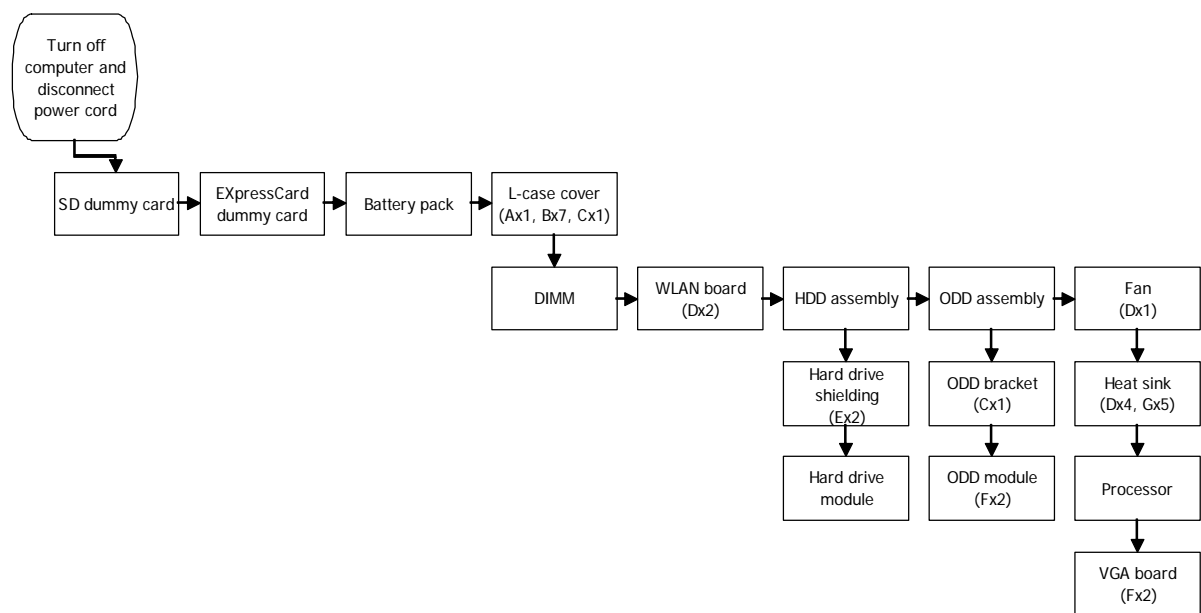 Turn off
computer and
disconnect
power cord
SD dummy card
EXpressCard
dummy card
Battery pack
L-case cover
(Ax1, Bx7, Cx1)
DIMM
WLAN board
(Dx2)
HDD assembly
ODD assembly
Fan
(Dx1)
Hard drive
shielding
(Ex2)
ODD bracket
(Cx1)
Heat sink
(Dx4, Gx5)
Hard drive
module
ODD module
(Fx2)
Processor
VGA board
(Fx2)